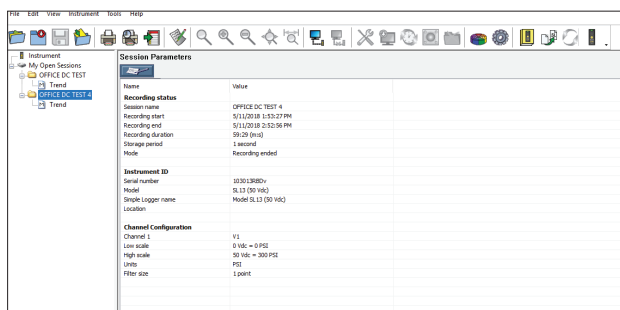 File Edit View Instrument Tools Help
Instrument
My Open Sessions
OFFICE DC TEST
Trend
OFFICE DC TEST 4
Trend
Session Parameters
Name Value
Recording status
Session name OFFICE DC TEST 4
Recording start 5/11/2018 1:53:27 PM
Recording end 5/11/2018 2:52:56 PM
Recording duration 59:29 (m:s)
Storage period 1 second
Mode Recording ended
Instrument ID
Serial number 103013RBDv
Model SL13 (50 Vdc)
Simple Logger name Model SL13 (50 Vdc)
Location
Channel Configuration
Channel 1 V1
Low scale 0 Vdc = 0 PSI
High scale 50 Vdc = 300 PSI
Units PSI
Filter size 1 point